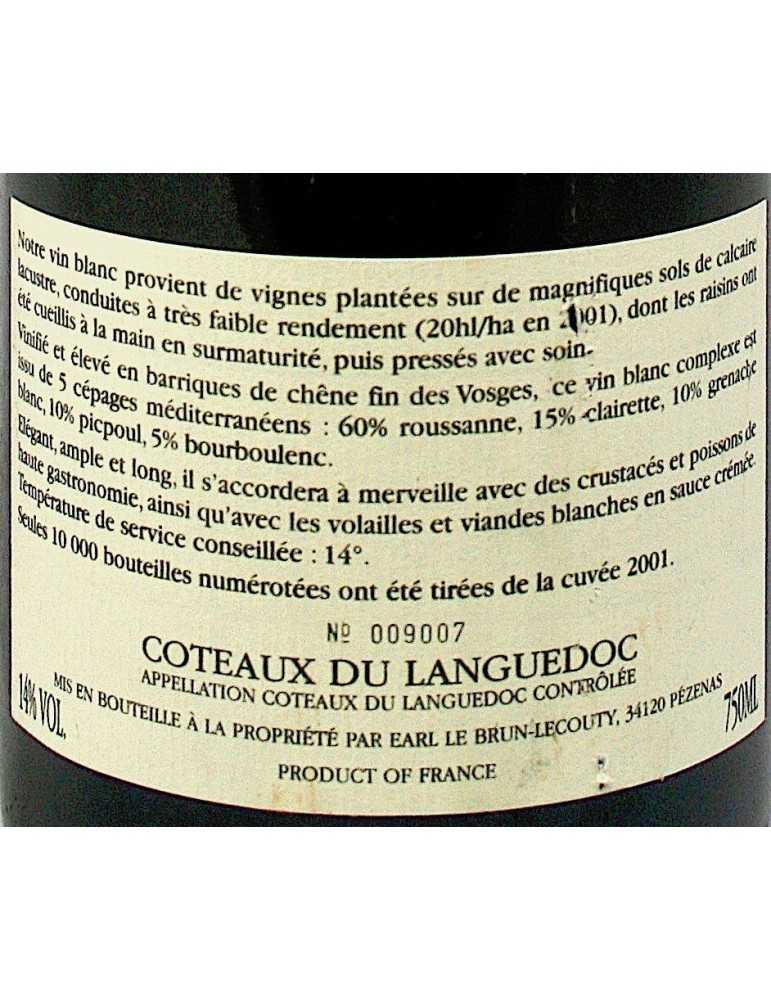 Notre vin blanc provient de vignes plantées sur de magnifiques sols de calcaire
lacustre, conduites à très faible rendement (20hl/ha en 2001), dont les raisins ont
été cueillis à la main en surmaturité, puis pressés avec soin.
Vinifié et élevé en barriques de chêne fin des Vosges, ce vin blanc complexe est
issu de 5 cépages méditerranéens : 60% roussanne, 15% clairette, 10% grenache
blanc, 10% picpoul, 5% bourboulenc.
Elégant, ample et long, il s'accordera à merveille avec des crustacés et poissons de
haute gastronomie, ainsi qu'avec les volailles et viandes blanches en sauce crémée.
Température de service conseillée : 14°.
Seules 10 000 bouteilles numérotées ont été tirées de la cuvée 2001.
Nº 009007
COTEAUX DU LANGUEDOC
APPELLATION COTEAUX DU LANGUEDOC CONTRÔLÉE
14% VOL.
MIS EN BOUTEILLE À LA PROPRIÉTÉ PAR EARL LE BRUN-LECOUTY, 34120 PÉZENAS
750ML
PRODUCT OF FRANCE